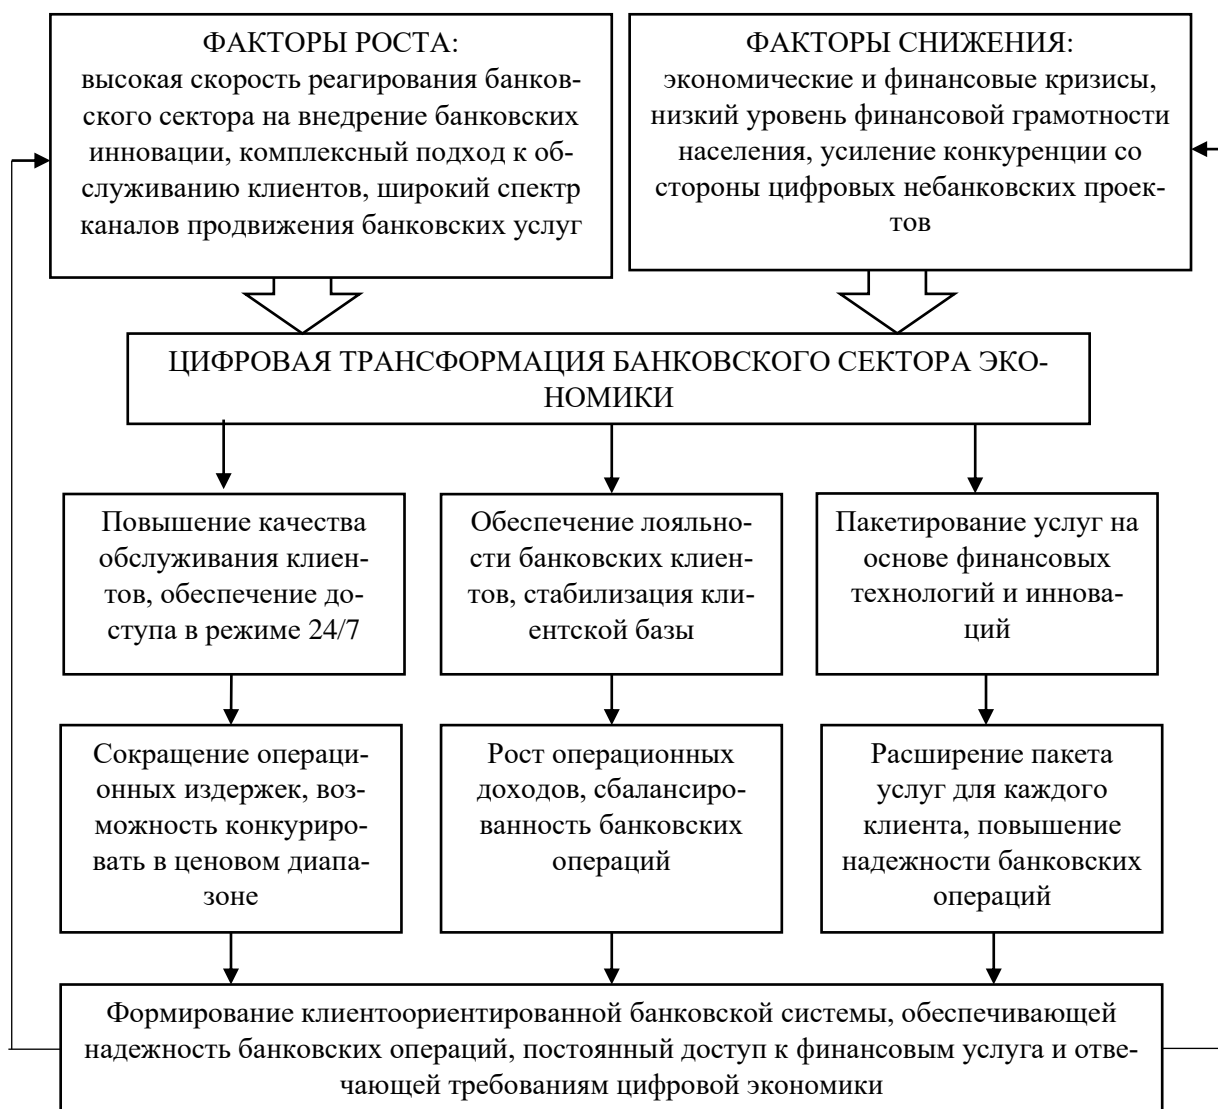 ФАКТОРЫ РОСТА:
высокая скорость реагирования банков-
ского сектора на внедрение банковских
инновации, комплексный подход к об-
служиванию клиентов, широкий спектр
каналов продвижения банковских услуг
ФАКТОРЫ СНИЖЕНИЯ:
экономические и финансовые кризисы,
низкий уровень финансовой грамотности
населения, усиление конкуренции со
стороны цифровых небанковских проек-
тов
ЦИФРОВАЯ ТРАНСФОРМАЦИЯ БАНКОВСКОГО СЕКТОРА ЭКО-
НОМИКИ
Повышение качества
обслуживания клиен-
тов, обеспечение до-
ступа в режиме 24/7
Обеспечение лояльно-
сти банковских клиен-
тов, стабилизация кли-
ентской базы
Пакетирование услуг на
основе финансовых
технологий и иннова-
ций
Сокращение операци-
онных издержек, воз-
можность конкуриро-
вать в ценовом диапа-
зоне
Рост операционных
доходов, сбалансиро-
ванность банковских
операций
Расширение пакета
услуг для каждого
клиента, повышение
надежности банковских
операций
Формирование клиентоориентированной банковской системы, обеспечивающей
надежность банковских операций, постоянный доступ к финансовым услуга и отве-
чающей требованиям цифровой экономики